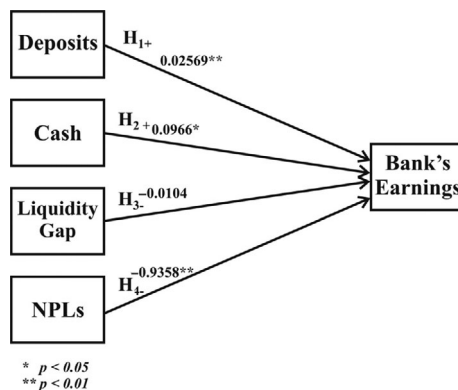 Deposits
H1+
0.02569**
Cash
H2+
0.0966*
Liquidity
Gap
H3-
–0.0104
NPLs
H4-
–0.9358**
Bank's
Earnings
* p < 0.05
** p < 0.01